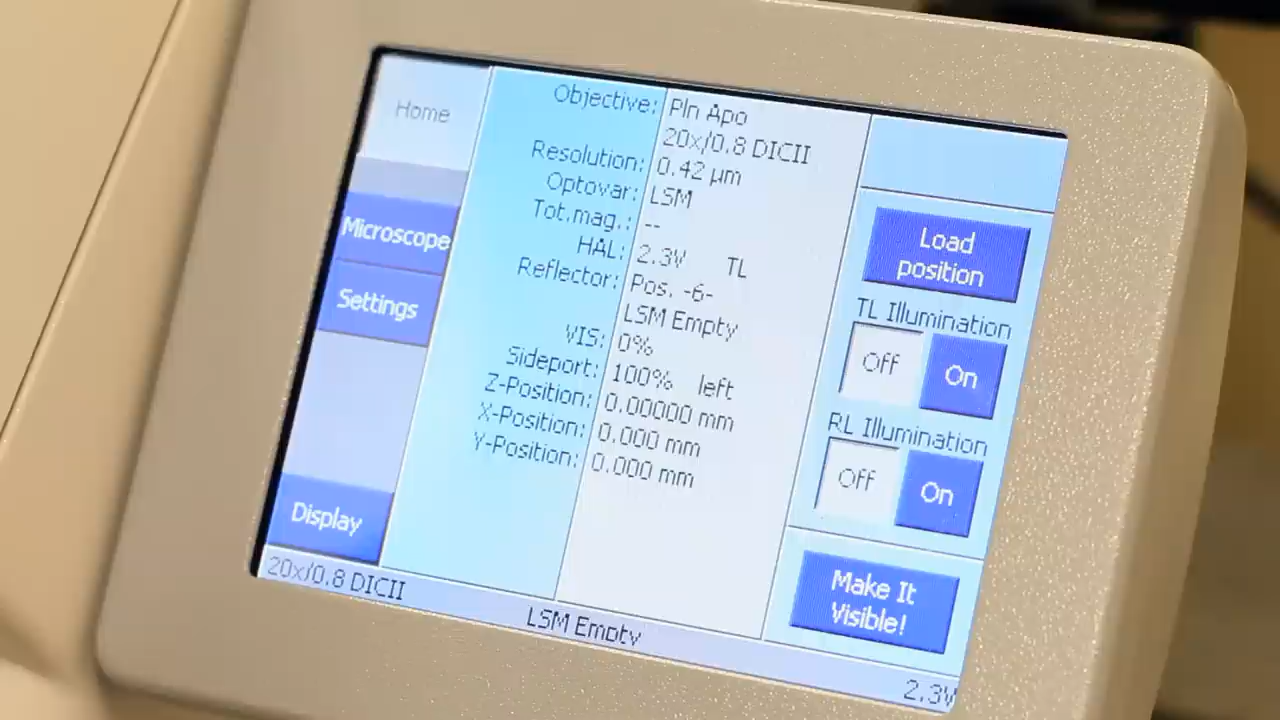 Home
Microscope
Settings
Display
Objective: Pln Apo
20x/0.8 DICII
Resolution: 0.42 µm
Optovar: LSM
Tot.mag.: --
HAL: 2.3V TL
Reflector: Pos. -6-
LSM Empty
VIS: 0%
Sideport: 100% left
Z-Position: 0.00000 mm
X-Position: 0.000 mm
Y-Position: 0.000 mm
Load
position
TL Illumination
Off On
RL Illumination
Off On
Make It
Visible!
20x/0.8 DICII
LSM Empty
2.3V